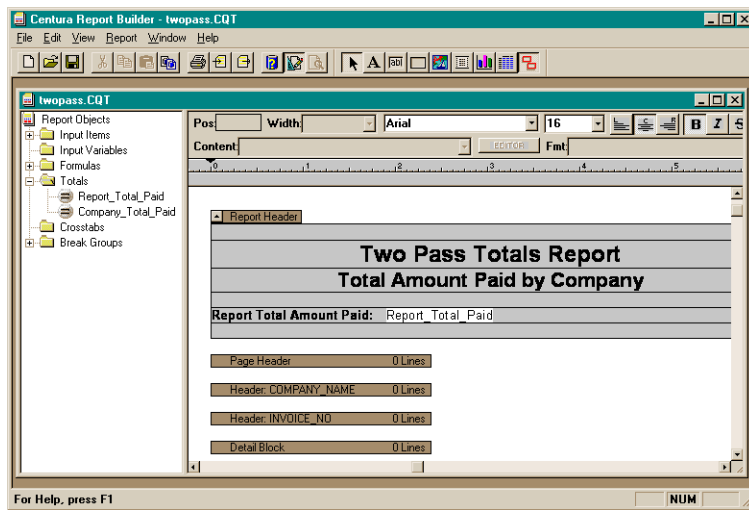 Centura Report Builder - twopass.CQT
File Edit View Report Window Help
twopass.CQT
Report Objects
Input Items
Input Variables
Formulas
Totals
Report_Total_Paid
Company_Total_Paid
Crosstabs
Break Groups
Pos: Width: Arial 16 B I S
Content: EDITOR Fmt:
0 1 2 3 4 5
Report Header
Two Pass Totals Report
Total Amount Paid by Company
Report Total Amount Paid: Report_Total_Paid
Page Header 0 Lines
Header: COMPANY_NAME 0 Lines
Header: INVOICE_NO 0 Lines
Detail Block 0 Lines
For Help, press F1 NUM